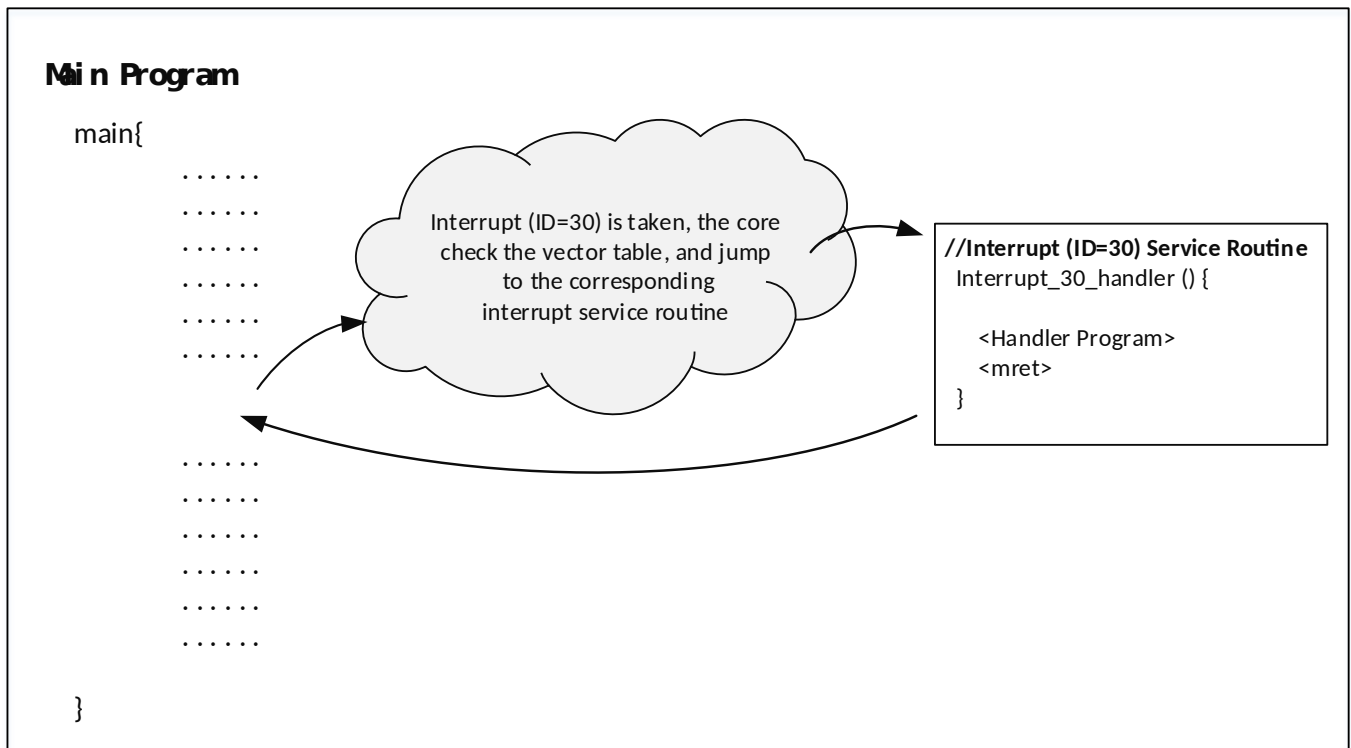 Main Program
main{
. . . . . .
. . . . . .
. . . . . .
. . . . . .
. . . . . .
. . . . . .
Interrupt (ID=30) is taken, the core
check the vector table, and jump
to the corresponding
interrupt service routine
//Interrupt (ID=30) Service Routine
Interrupt_30_handler () {
<Handler Program>
<mret>
}
. . . . . .
. . . . . .
. . . . . .
. . . . . .
. . . . . .
. . . . . .
}